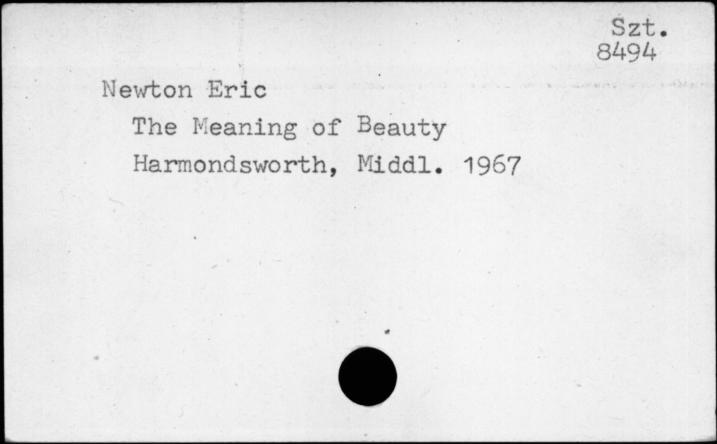 Szt.
8494
Newton Eric
The Meaning of Beauty
Harmondsworth, Middl. 1967